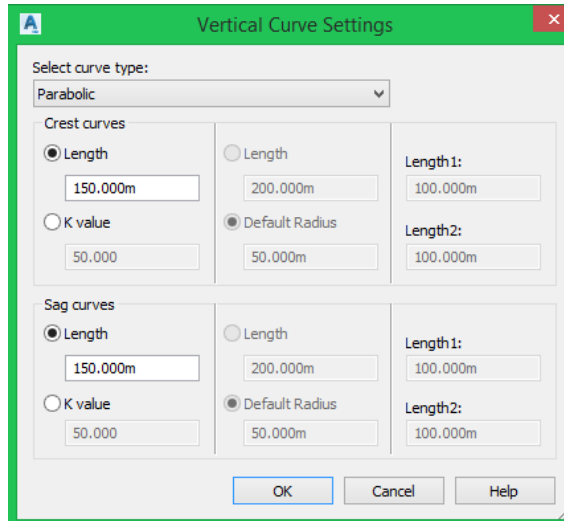 Vertical Curve Settings
Select curve type:
Parabolic
Crest curves
Length
150.000m
K value
50.000
Length
200.000m
Default Radius
50.000m
Length1:
100.000m
Length2:
100.000m
Sag curves
Length
150.000m
K value
50.000
Length
200.000m
Default Radius
50.000m
Length1:
100.000m
Length2:
100.000m
OK
Cancel
Help